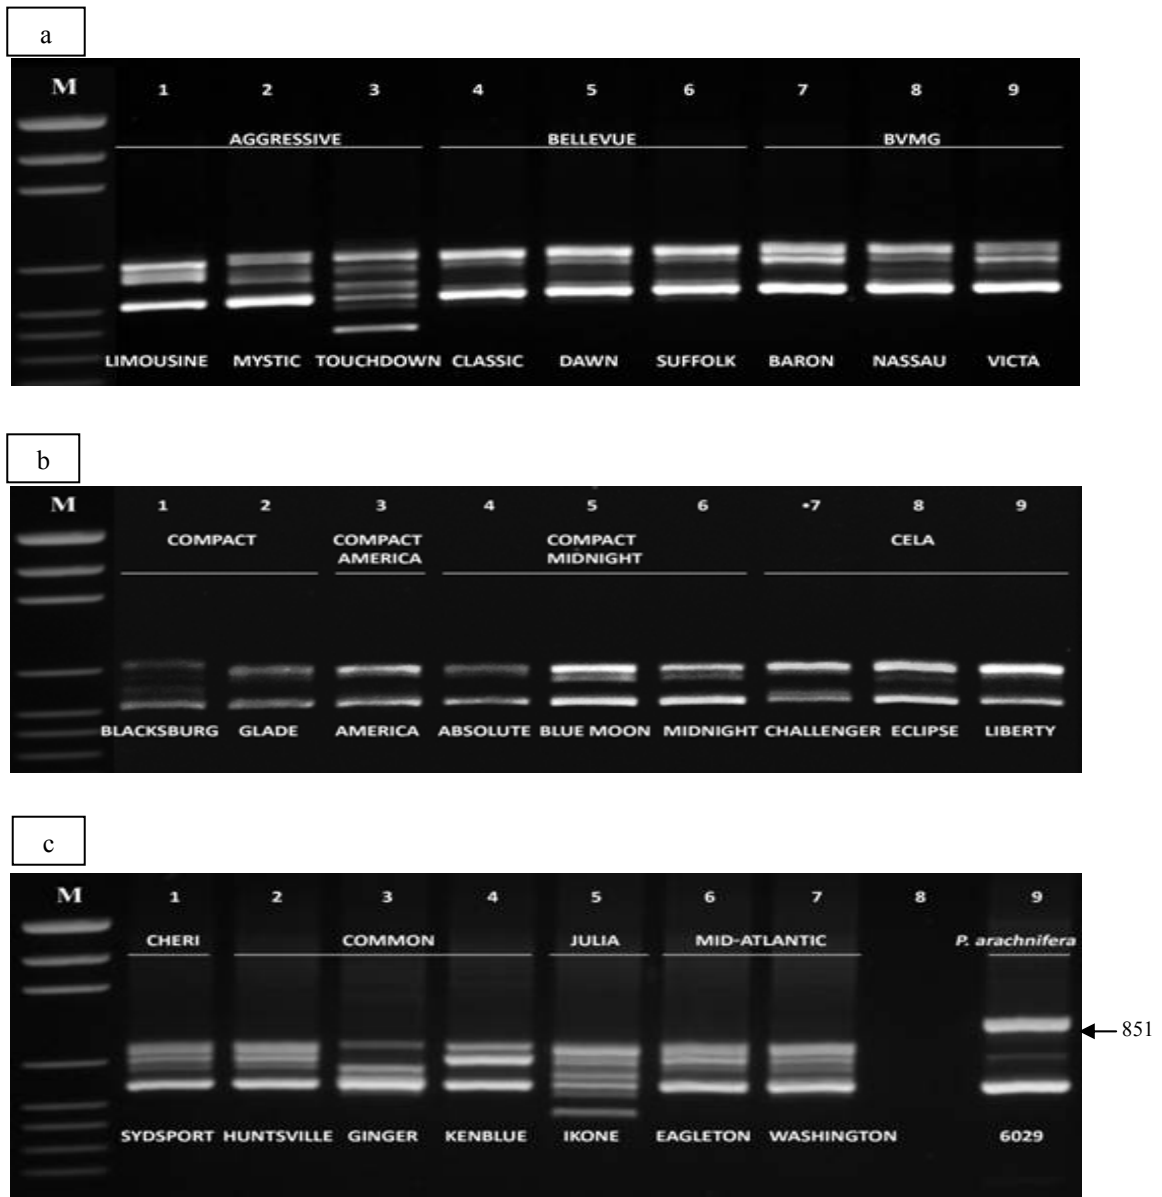 a
M 1 2 3 4 5 6 7 8 9
AGGRESSIVE BELLEVUE BVMG
LIMOUSINE MYSTIC TOUCHDOWN CLASSIC DAWN SUFFOLK BARON NASSAU VICTA
b
M 1 2 3 4 5 6 •7 8 9
COMPACT COMPACT COMPACT CELA
AMERICA MIDNIGHT
BLACKSBURG GLADE AMERICA ABSOLUTE BLUE MOON MIDNIGHT CHALLENGER ECLIPSE LIBERTY
c
M 1 2 3 4 5 6 7 8 9
CHERI COMMON JULIA MID-ATLANTIC P. arachnifera
851
SYDSPORT HUNTSVILLE GINGER KENBLUE IKONE EAGLETON WASHINGTON 6029